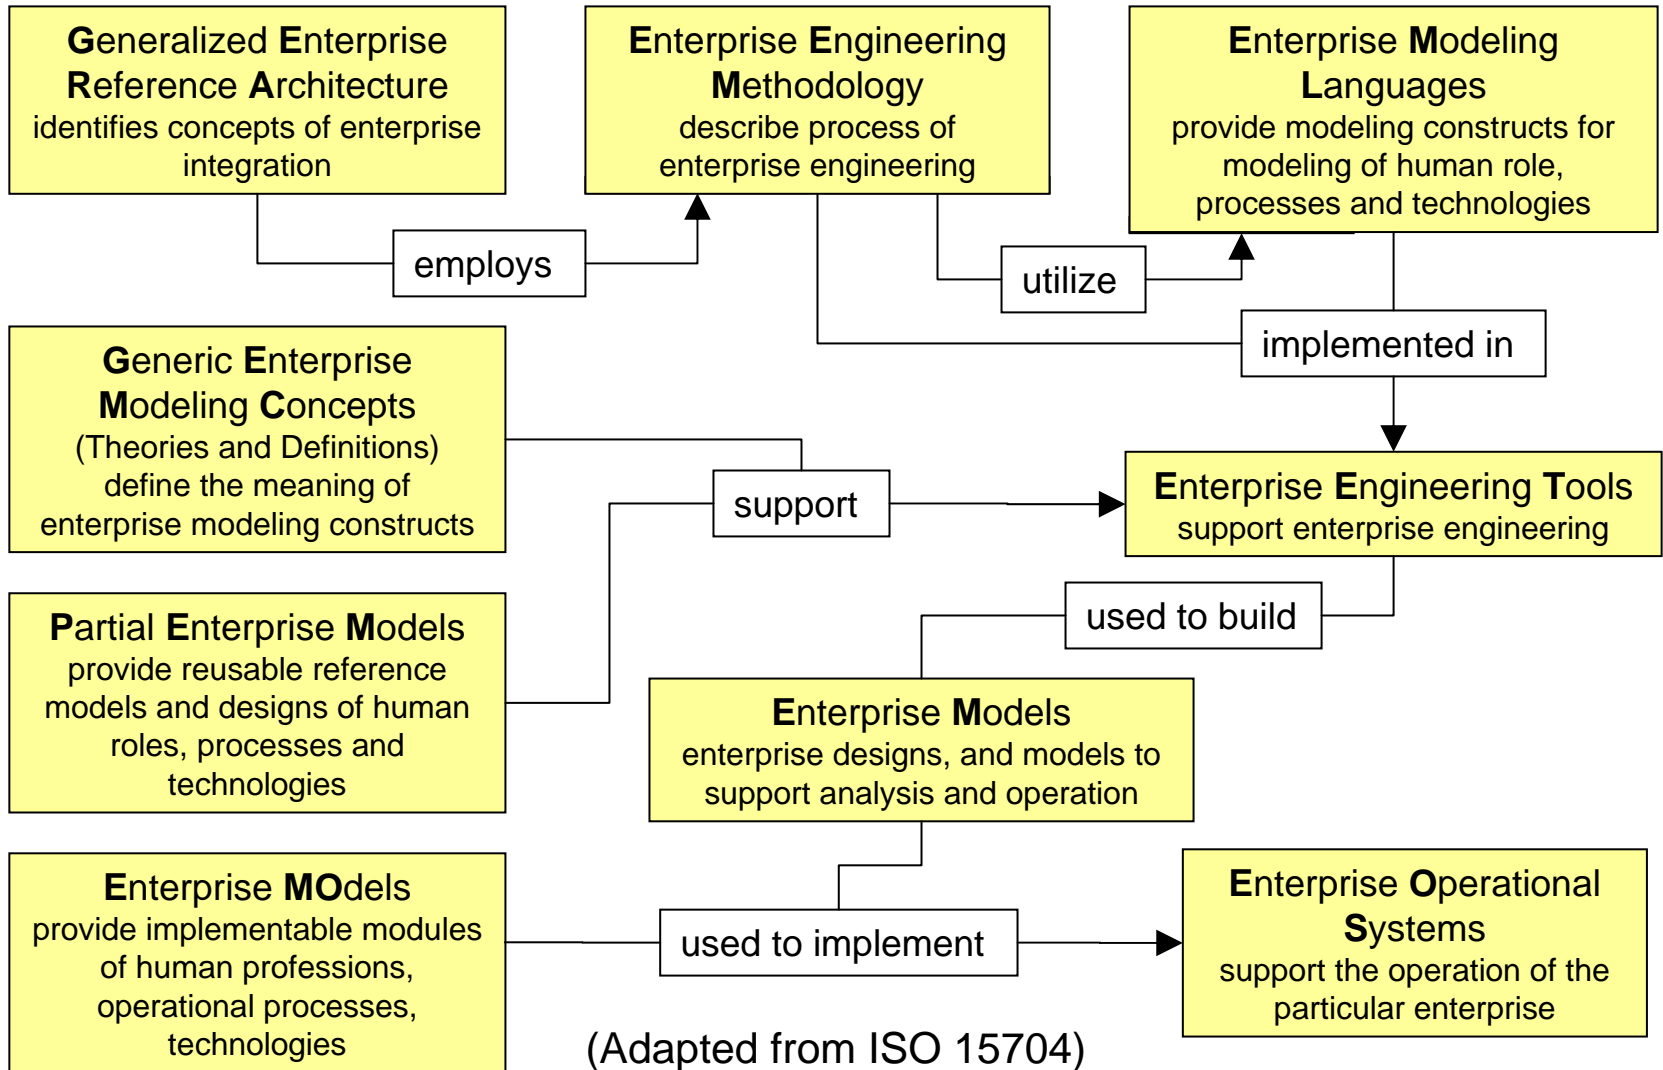 Generalized Enterprise
Reference Architecture
identifies concepts of enterprise
integration
Enterprise Engineering
Methodology
describe process of
enterprise engineering
Enterprise Modeling
Languages
provide modeling constructs for
modeling of human role,
processes and technologies
employs
utilize
implemented in
Generic Enterprise
Modeling Concepts
(Theories and Definitions)
define the meaning of
enterprise modeling constructs
support
Enterprise Engineering Tools
support enterprise engineering
used to build
Partial Enterprise Models
provide reusable reference
models and designs of human
roles, processes and
technologies
Enterprise Models
enterprise designs, and models to
support analysis and operation
Enterprise MOdels
provide implementable modules
of human professions,
operational processes,
technologies
used to implement
Enterprise Operational
Systems
support the operation of the
particular enterprise
(Adapted from ISO 15704)